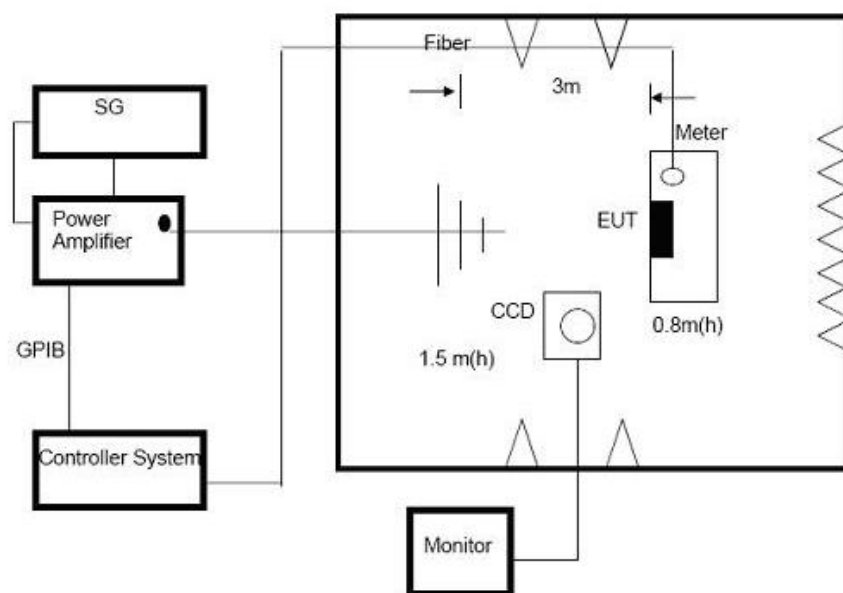 Fiber
3m
SG
Meter
Power
Amplifier
EUT
CCD
0.8m(h)
GPIB
1.5 m(h)
Controller System
Monitor